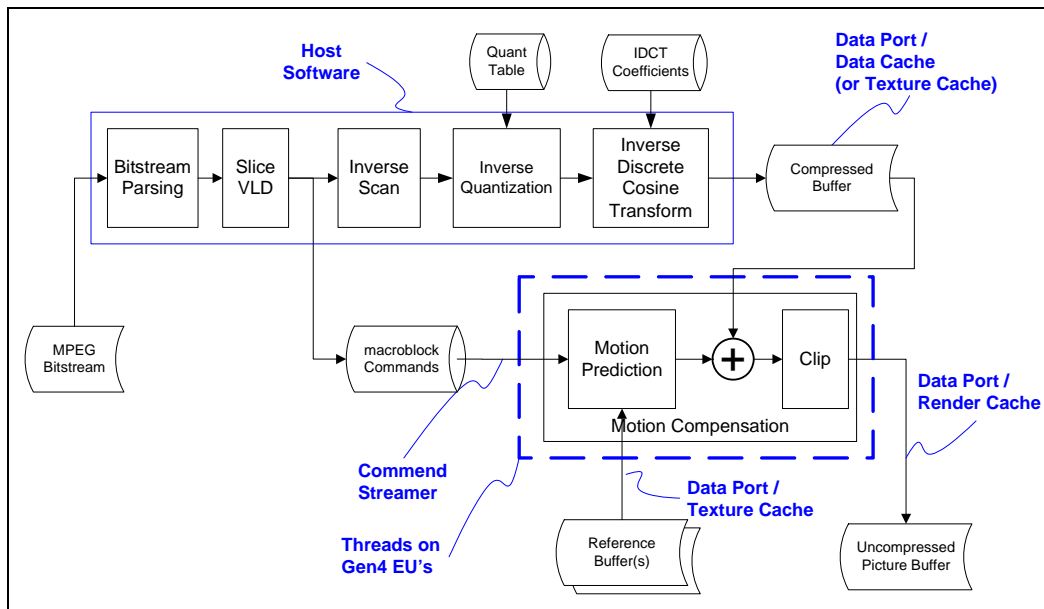 Host
Software
Quant
Table
IDCT
Coefficients
Data Port /
Data Cache
(or Texture Cache)
Bitstream
Parsing
Slice
VLD
Inverse
Scan
Inverse
Quantization
Inverse
Discrete
Cosine
Transform
Compressed
Buffer
MPEG
Bitstream
macroblock
Commands
Motion
Prediction
+
Clip
Motion Compensation
Data Port /
Render Cache
Commend
Streamer
Data Port /
Texture Cache
Threads on
Gen4 EU's
Reference
Buffer(s)
Uncompressed
Picture Buffer